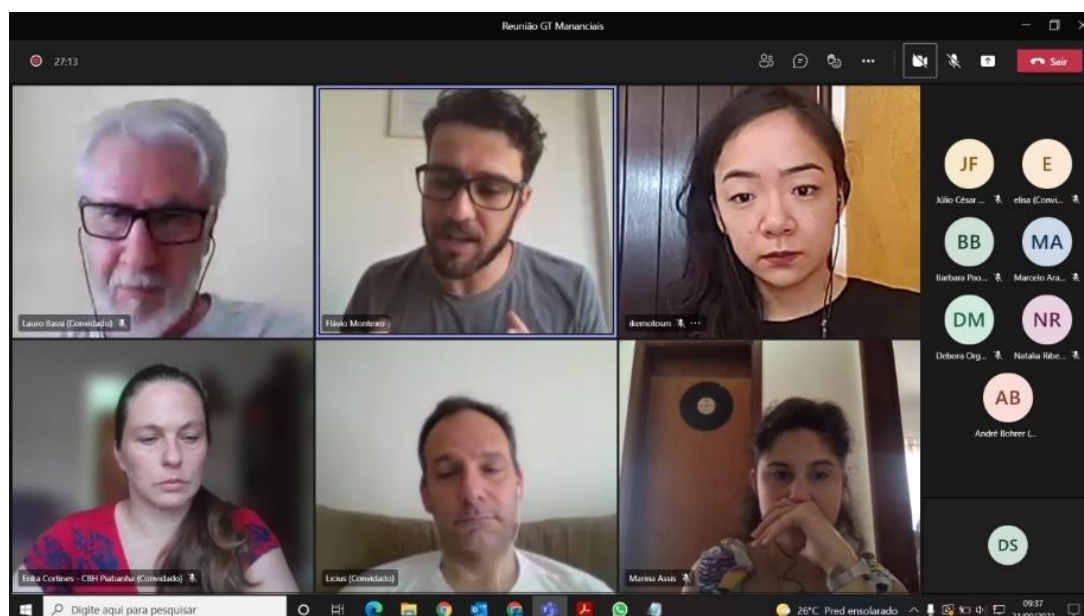 Reunião GT Mananciais
27:13
Sair
Lauro Bassi (Convidado)
Flávio Monteiro
ikemotosm
JF
E
Júlio César ...
elisa (Convi...
BB
MA
Barbara Pao...
Marcelo Ara...
DM
NR
Debora Org...
Natalia Ribe...
AB
André Bohrer (...
Erika Cortines - CBH Piabanha (Convidado)
Licius (Convidado)
Marina Assis
DS
Digite aqui para pesquisar
26°C Pred ensolarado
09:37